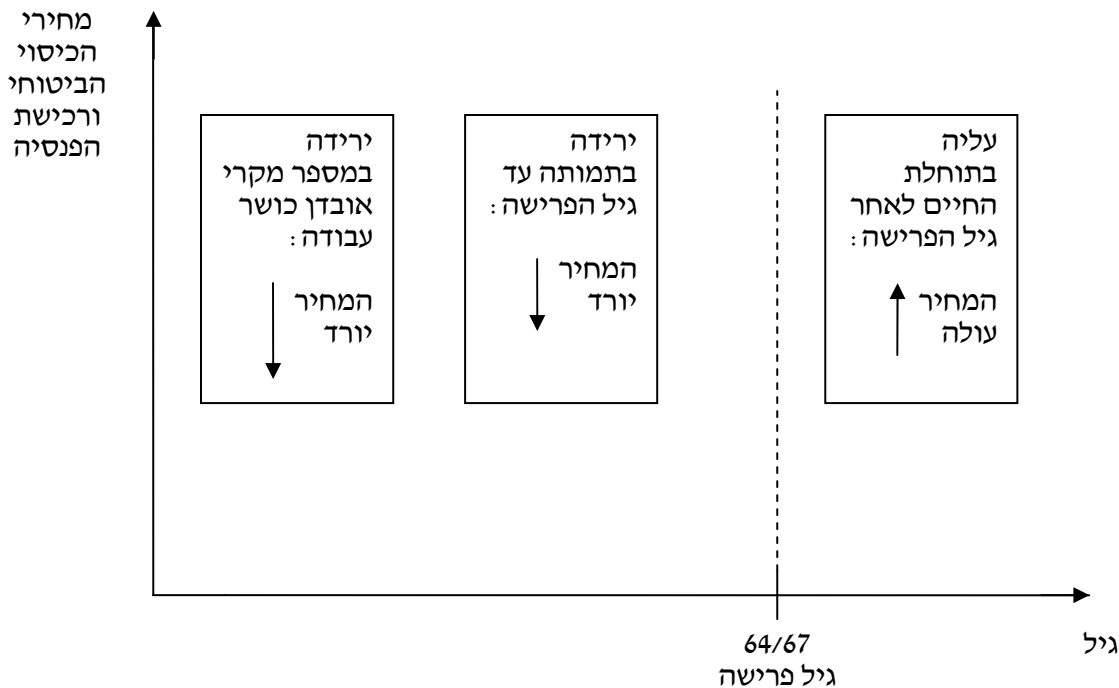 מחירי
הכיסוי
הביטוחי
ורכישת
הפנסיה
עליה
בתוחלת
החיים לאחר
גיל הפרישה:
המחיר
עולה
ירידה
בתמותה עד
גיל הפרישה:
המחיר
יורד
ירידה
במספר מקרי
אובדן כושר
עבודה:
המחיר
יורד
גיל
64/67
גיל פרישה